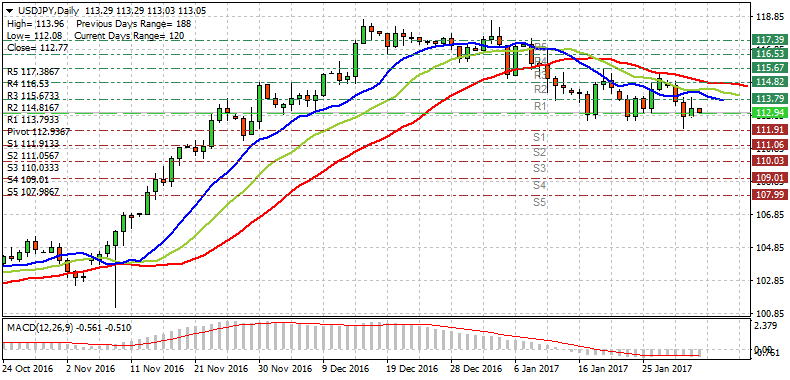 USDJPY,Daily 113.29 113.29 113.03 113.05
High= 113.96 Previous Days Range= 188
Low= 112.08 Current Days Range= 120
Close= 112.77
R5 117.3867
R4 116.53
R3 115.6733
R2 114.8167
R1 113.7933
Pivot 112.9367
S1 111.9133
S2 111.0567
S3 110.0333
S4 109.01
S5 107.9867
R4
R3
R2
R1
S1
S2
S3
S4
S5
118.85
117.39
116.53
115.67
114.82
113.79
112.94
111.91
111.06
110.03
109.01
107.99
106.85
104.85
102.85
100.85
MACD(12,26,9) -0.561 -0.510
2.379
0.00
-0.761
24 Oct 2016 2 Nov 2016 11 Nov 2016 21 Nov 2016 30 Nov 2016 9 Dec 2016 19 Dec 2016 28 Dec 2016 6 Jan 2017 16 Jan 2017 25 Jan 2017